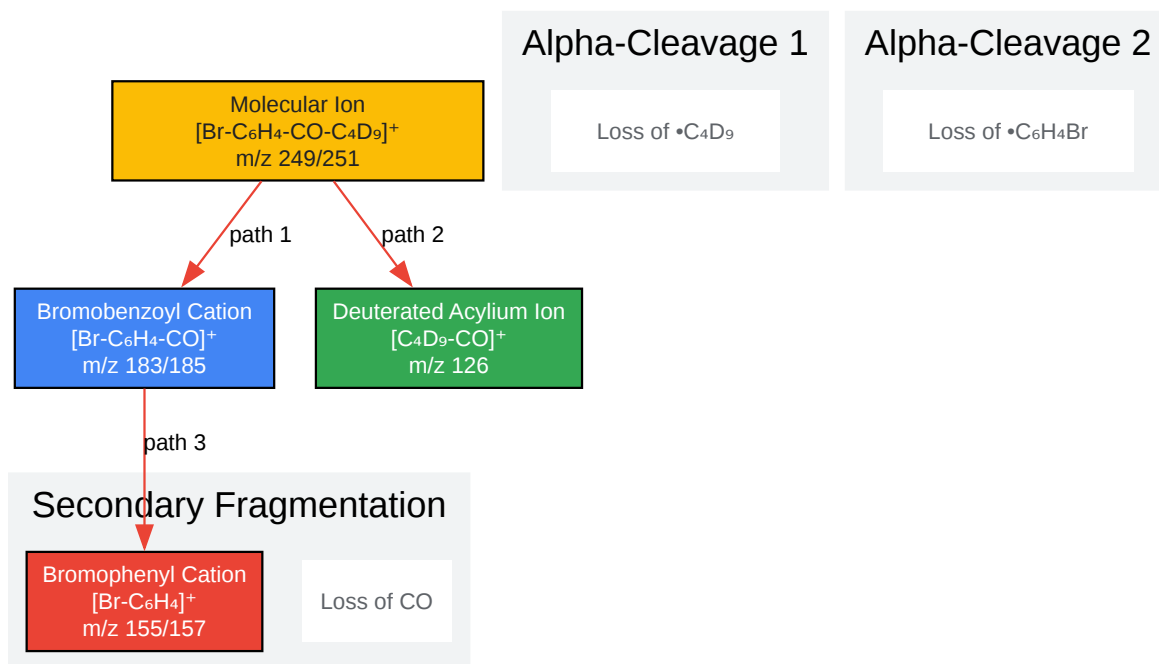 Alpha-Cleavage 1
Loss of •C₄D₉
Alpha-Cleavage 2
Loss of •C₆H₄Br
Molecular Ion
[Br-C₆H₄-CO-C₄D₉]⁺
m/z 249/251
path 1
path 2
Bromobenzoyl Cation
[Br-C₆H₄-CO]⁺
m/z 183/185
Deuterated Acylium Ion
[C₄D₉-CO]⁺
m/z 126
path 3
Secondary Fragmentation
Bromophenyl Cation
[Br-C₆H₄]⁺
m/z 155/157
Loss of CO